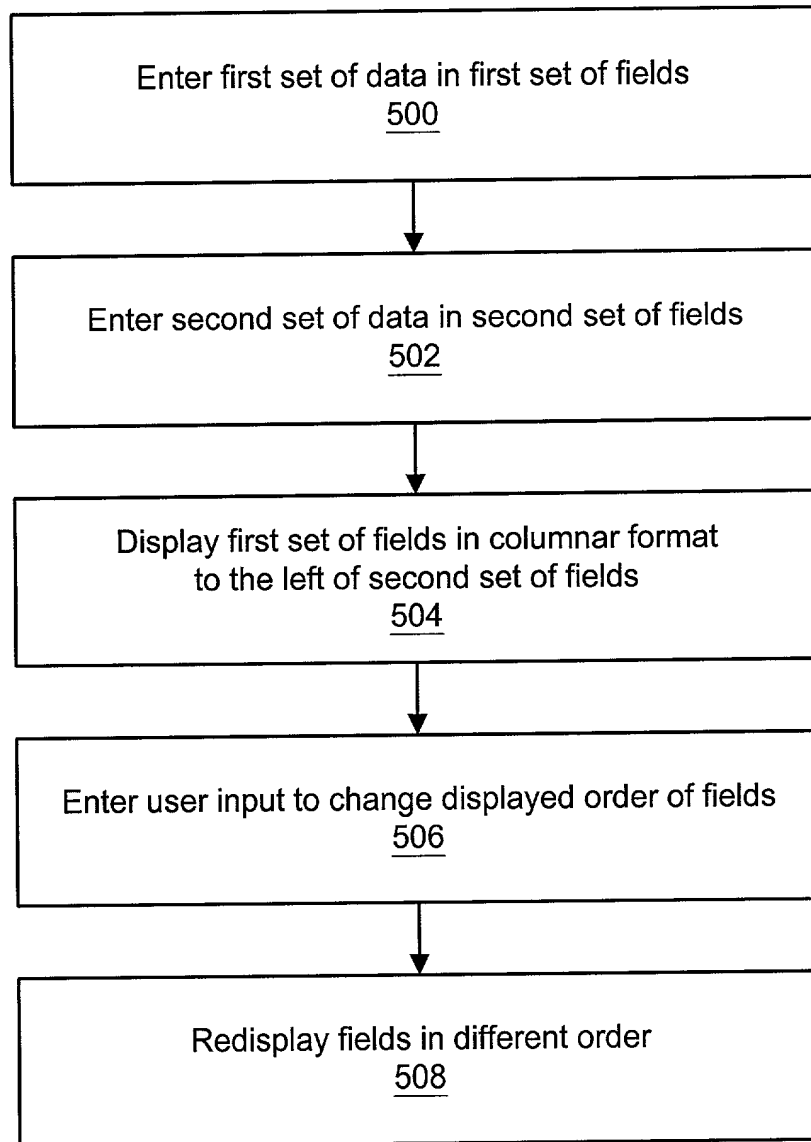 Enter first set of data in first set of fields
500
Enter second set of data in second set of fields
502
Display first set of fields in columnar format
to the left of second set of fields
504
Enter user input to change displayed order of fields
506
Redisplay fields in different order
508